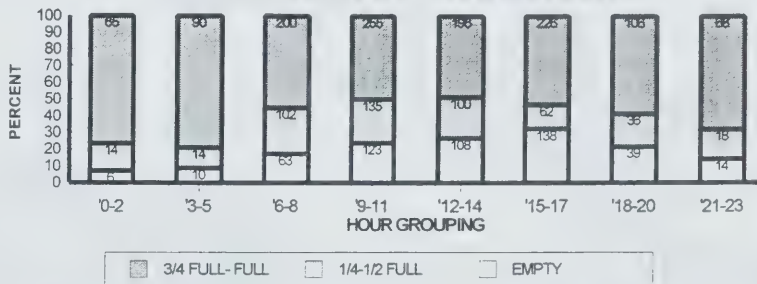 100 65 90 200 255 198 226 106 68
90
80
70
60
50 102 135 100 62
40 36
30 14 14 18
20 63 123 108 138 39
10 6 10 14
0
PERCENT
'0-2 '3-5 '6-8 '9-11 '12-14 '15-17 '18-20 '21-23
HOUR GROUPING
3/4 FULL- FULL 1/4-1/2 FULL EMPTY